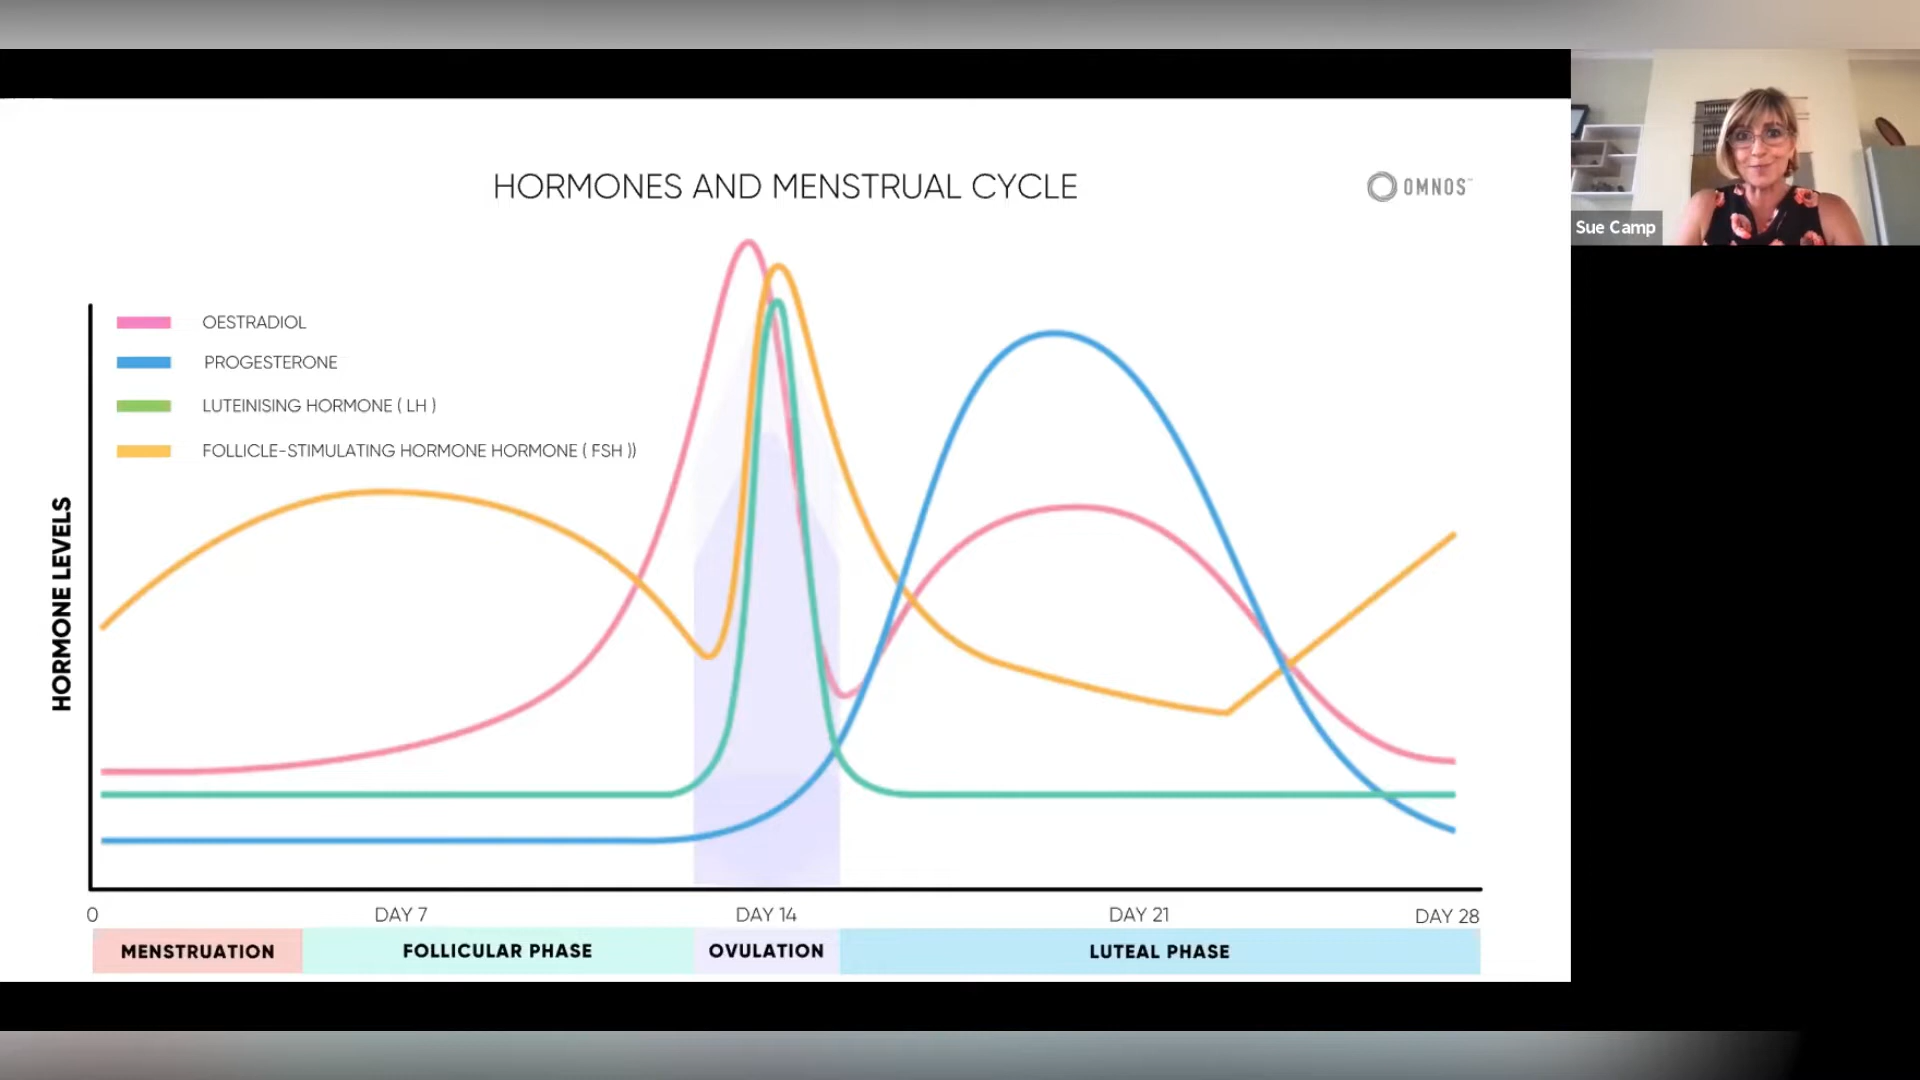 HORMONES AND MENSTRUAL CYCLE
OMNOS™
Sue Camp
OESTRADIOL
PROGESTERONE
LUTEINISING HORMONE ( LH )
FOLLICLE-STIMULATING HORMONE HORMONE ( FSH ))
HORMONE LEVELS
0 DAY 7 DAY 14 DAY 21 DAY 28
MENSTRUATION FOLLICULAR PHASE OVULATION LUTEAL PHASE